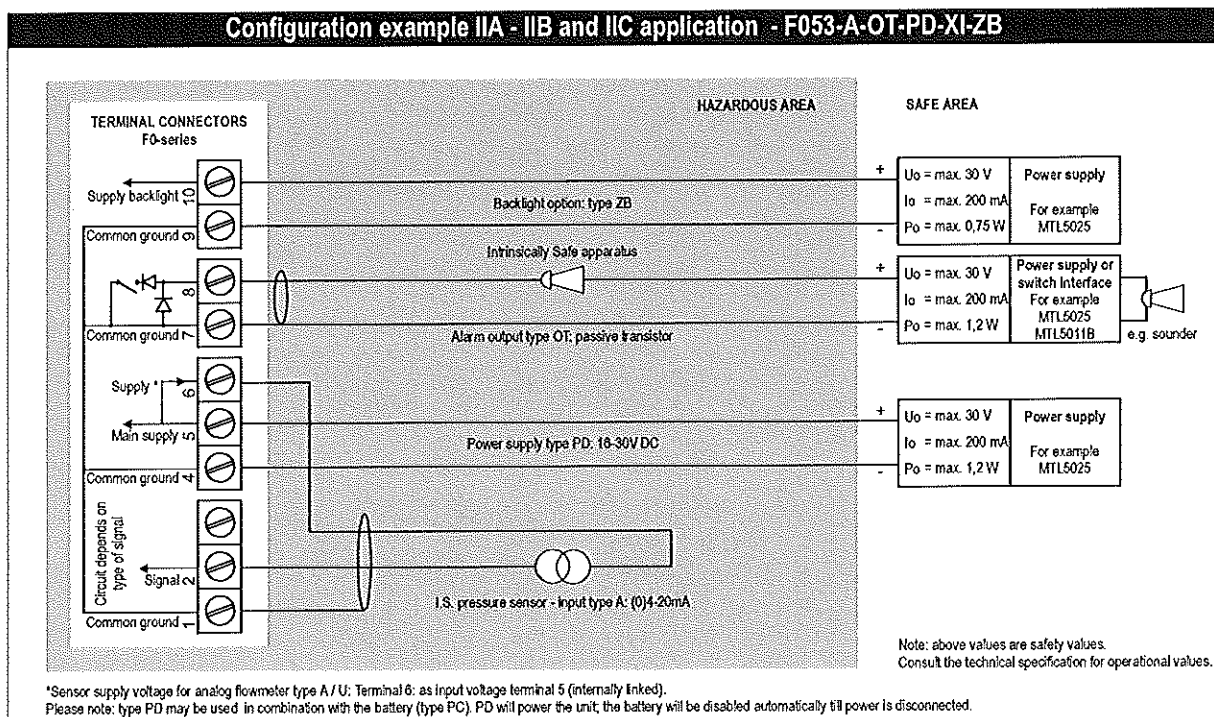 Configuration example IIA - IIB and IIC application - F053-A-OT-PD-XI-ZB
HAZARDOUS AREA
SAFE AREA
TERMINAL CONNECTORS
F0-series
Supply backlight
10
Common ground
9
8
Common ground
7
Supply *
6
Main supply
5
Common ground
4
Circuit depends on
type of signal
Signal
2
Common ground
1
Backlight option: type ZB
Intrinsically Safe apparatus
Alarm output type OT: passive transistor
Power supply type PD: 16-30V DC
I.S. pressure sensor - input type A: (0)4-20mA
+
-
Uo = max. 30 V
Io = max. 200 mA
Po = max. 0,75 W
Power supply
For example
MTL5025
+
-
Uo = max. 30 V
Io = max. 200 mA
Po = max. 1,2 W
Power supply or
switch Interface
For example
MTL5025
MTL5011B
e.g. sounder
+
-
Uo = max. 30 V
Io = max. 200 mA
Po = max. 1,2 W
Power supply
For example
MTL5025
Note: above values are safety values.
Consult the technical specification for operational values.
*Sensor supply voltage for analog flowmeter type A / U: Terminal 6: as input voltage terminal 5 (internally linked).
Please note: type PD may be used in combination with the battery (type PC). PD will power the unit; the battery will be disabled automatically till power is disconnected.